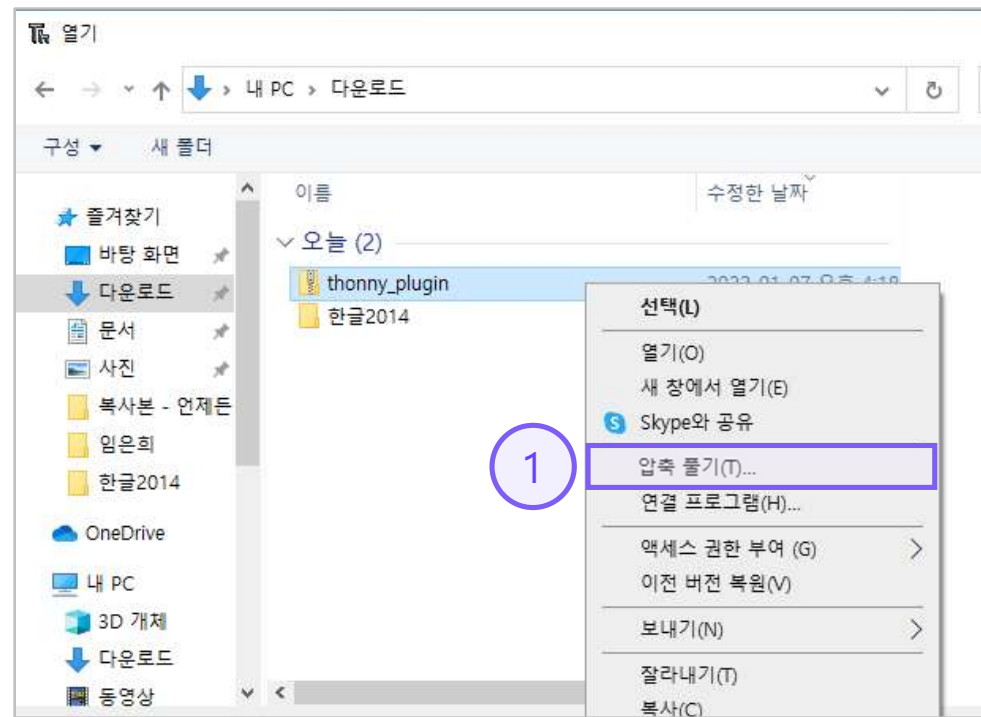 열기
내 PC > 다운로드
구성 새 폴더
이름 수정한 날짜
즐겨찾기
바탕 화면
다운로드
문서
사진
복사본 - 언제든
임은희
한글2014
OneDrive
내 PC
3D 개체
다운로드
동영상
오늘 (2)
thonny_plugin
한글2014
1
선택(L)
열기(O)
새 창에서 열기(E)
Skype와 공유
압축 풀기(T)...
연결 프로그램(H)...
액세스 권한 부여 (G)
이전 버전 복원(V)
보내기(N)
잘라내기(T)
복사(C)